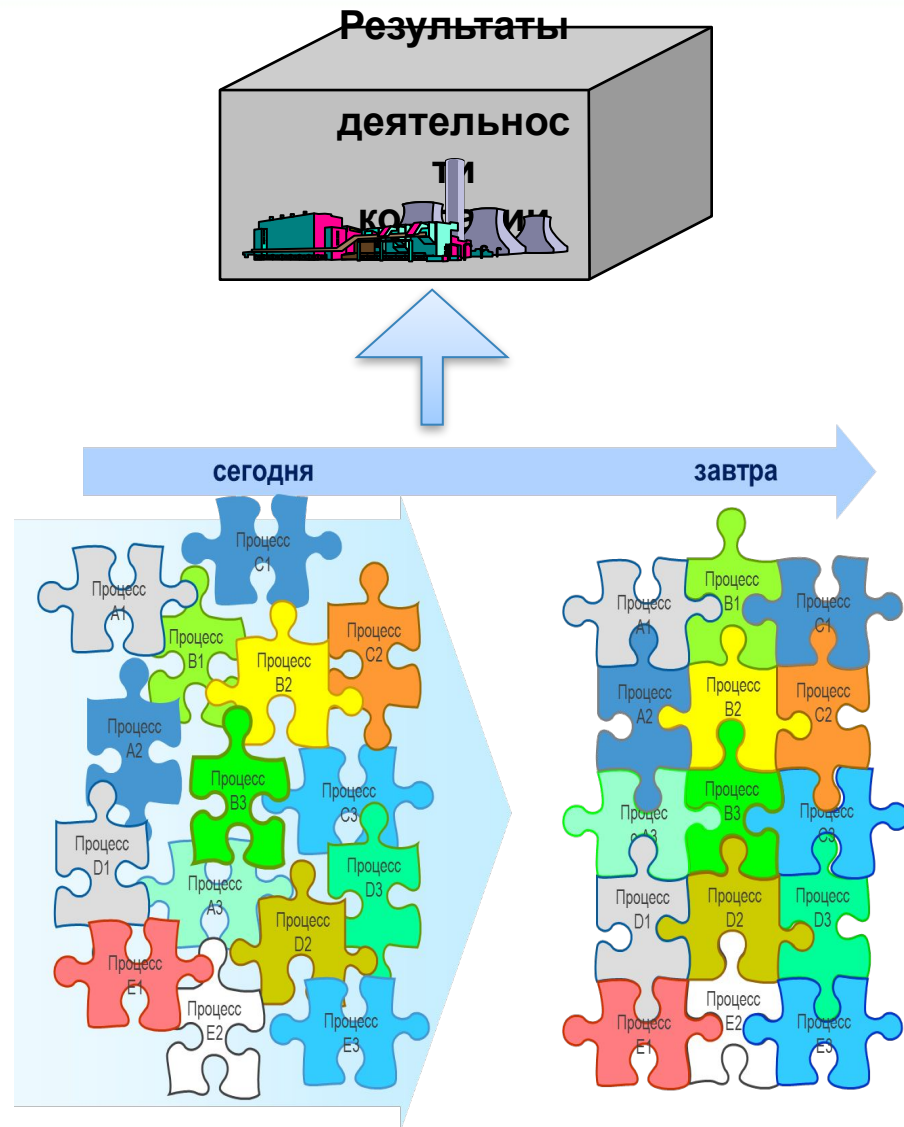 Результаты
деятельнос
ти
сегодня
завтра
Процесс
C1
Процесс
A1
Процесс
B1
Процесс
C2
Процесс
B2
Процесс
A2
Процесс
B3
Процесс
C3
Процесс
D1
Процесс
A3
Процесс
D3
Процесс
D2
Процесс
E1
Процесс
E2
Процесс
E3
Процесс
B1
Процесс
A1
Процесс
C1
Процесс
A2
Процесс
B2
Процесс
C2
Процесс
B3
Процесс
C3
Процесс
D1
Процесс
D2
Процесс
D3
Процесс
E1
Процесс
E2
Процесс
E3